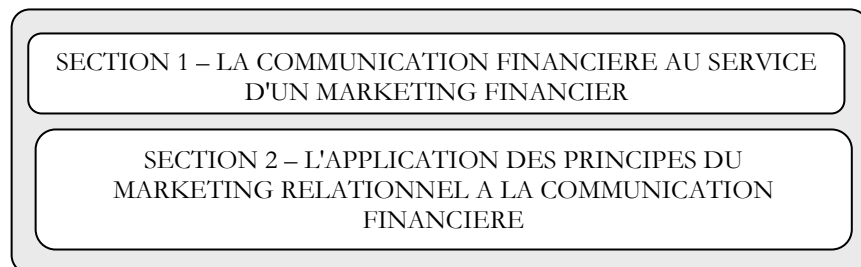 SECTION 1 – LA COMMUNICATION FINANCIERE AU SERVICE
D'UN MARKETING FINANCIER
SECTION 2 – L'APPLICATION DES PRINCIPES DU
MARKETING RELATIONNEL A LA COMMUNICATION
FINANCIERE